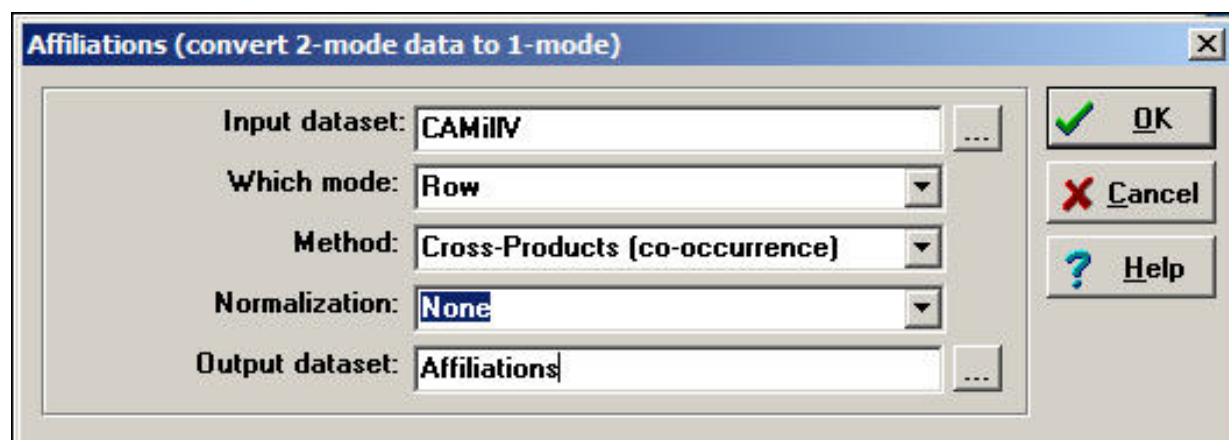 Affiliations (convert 2-mode data to 1-mode)
Input dataset: CAMillV ...
OK
Which mode: Row
Cancel
Method: Cross-Products (co-occurrence)
Help
Normalization: None
Output dataset: Affiliations ...